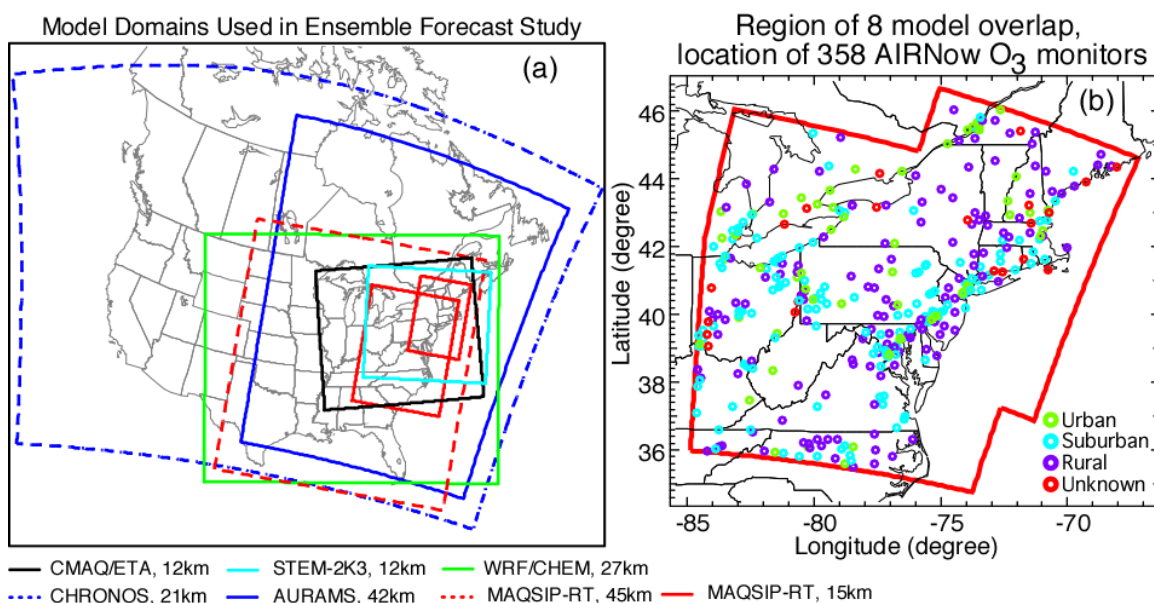 Model Domains Used in Ensemble Forecast Study
(a)
CMAQ/ETA, 12km
STEM-2K3, 12km
WRF/CHEM, 27km
CHRONOS, 21km
AURAMS, 42km
MAQSIP-RT, 45km
MAQSIP-RT, 15km
Region of 8 model overlap,
location of 358 AIRNow O3 monitors
(b)
Latitude (degree)
46
44
42
40
38
36
Urban
Suburban
Rural
Unknown
-85
-80
-75
-70
Longitude (degree)